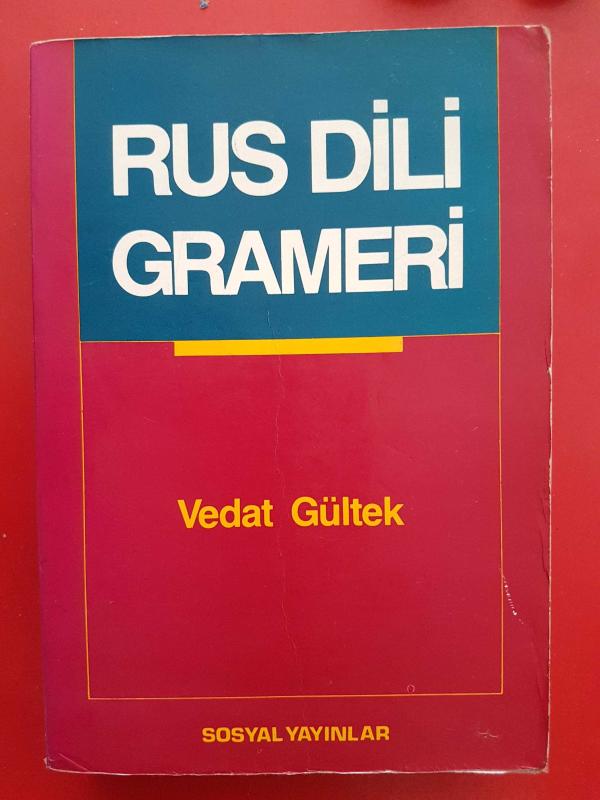 RUS DİLİ
GRAMERİ
Vedat Gültek
SOSYAL YAYINLAR